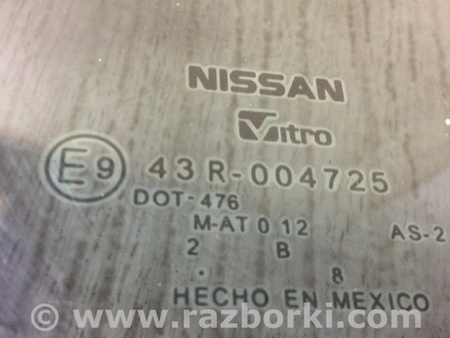 NISSAN
Vitro
E9 43R-004725
DOT-476
M-AT 0 12 AS-2
2 B
. 8
HECHO EN MEXICO
© www.razborki.com